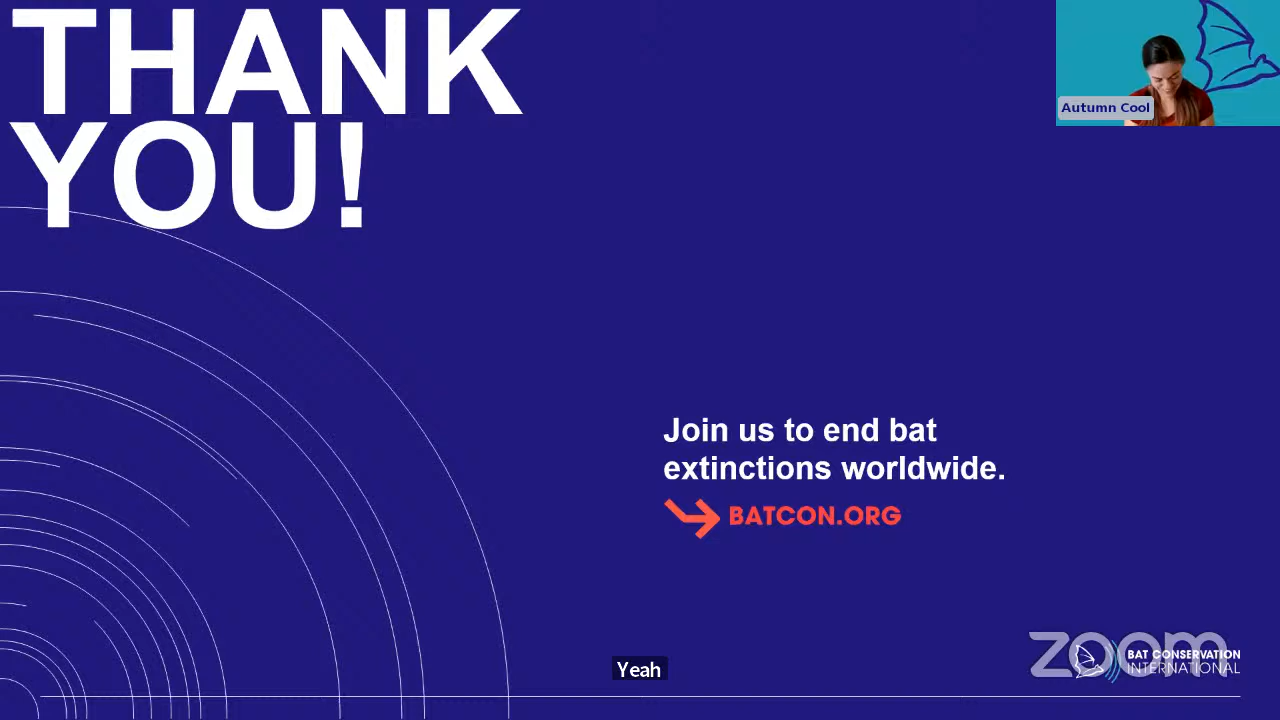 THANK
YOU!
Autumn Cool
Join us to end bat
extinctions worldwide.
BATCON.ORG
Yeah
zoom
BAT CONSERVATION
INTERNATIONAL